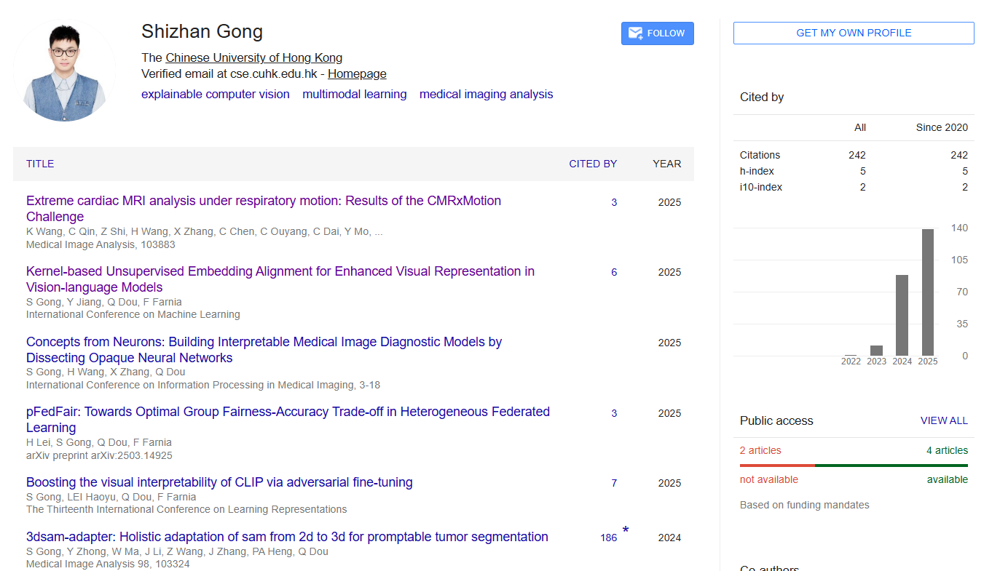 Shizhan Gong
FOLLOW
The Chinese University of Hong Kong
Verified email at cse.cuhk.edu.hk - Homepage
explainable computer vision multimodal learning medical imaging analysis
TITLE CITED BY YEAR
Extreme cardiac MRI analysis under respiratory motion: Results of the CMRxMotion 3 2025
Challenge
K Wang, C Qin, Z Shi, H Wang, X Zhang, C Chen, C Ouyang, C Dai, Y Mo, ...
Medical Image Analysis, 103883
Kernel-based Unsupervised Embedding Alignment for Enhanced Visual Representation in 6 2025
Vision-language Models
S Gong, Y Jiang, Q Dou, F Farnia
International Conference on Machine Learning
Concepts from Neurons: Building Interpretable Medical Image Diagnostic Models by 2025
Dissecting Opaque Neural Networks
S Gong, H Wang, X Zhang, Q Dou
International Conference on Information Processing in Medical Imaging, 3-18
pFedFair: Towards Optimal Group Fairness-Accuracy Trade-off in Heterogeneous Federated 3 2025
Learning
H Lei, S Gong, Q Dou, F Farnia
arXiv preprint arXiv:2503.14925
Boosting the visual interpretability of CLIP via adversarial fine-tuning 7 2025
S Gong, LEI Haoyu, Q Dou, F Farnia
The Thirteenth International Conference on Learning Representations
3dsam-adapter: Holistic adaptation of sam from 2d to 3d for promptable tumor segmentation 186 * 2024
S Gong, Y Zhong, W Ma, J Li, Z Wang, J Zhang, PA Heng, Q Dou
Medical Image Analysis 98, 103324
GET MY OWN PROFILE
Cited by
All Since 2020
Citations 242 242
h-index 5 5
i10-index 2 2
140
105
70
35
0
2022 2023 2024 2025
Public access VIEW ALL
2 articles 4 articles
not available available
Based on funding mandates
Co-authors